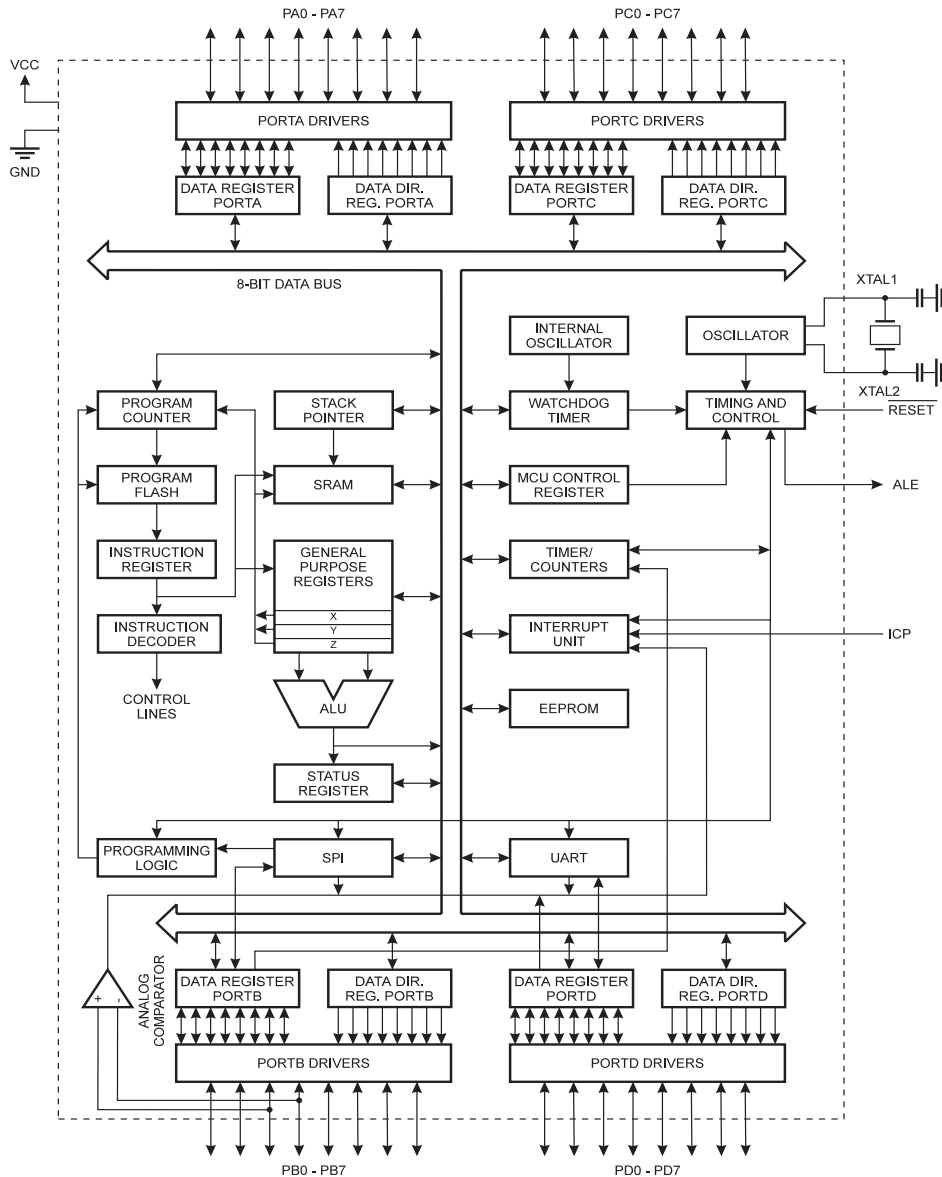 PA0 - PA7
PC0 - PC7
VCC
GND
PORTA DRIVERS
PORTC DRIVERS
DATA REGISTER
PORTA
DATA DIR.
REG. PORTA
DATA REGISTER
PORTC
DATA DIR.
REG. PORTC
8-BIT DATA BUS
XTAL1
INTERNAL
OSCILLATOR
OSCILLATOR
XTAL2
PROGRAM
COUNTER
STACK
POINTER
WATCHDOG
TIMER
TIMING AND
CONTROL
RESET
PROGRAM
FLASH
SRAM
MCU CONTROL
REGISTER
ALE
INSTRUCTION
REGISTER
GENERAL
PURPOSE
REGISTERS
X
Y
Z
TIMER/
COUNTERS
INSTRUCTION
DECODER
INTERRUPT
UNIT
ICP
CONTROL
LINES
ALU
EEPROM
STATUS
REGISTER
PROGRAMMING
LOGIC
SPI
UART
ANALOG
COMPARATOR
+
-
DATA REGISTER
PORTB
DATA DIR.
REG. PORTB
DATA REGISTER
PORTD
DATA DIR.
REG. PORTD
PORTB DRIVERS
PORTD DRIVERS
PB0 - PB7
PD0 - PD7